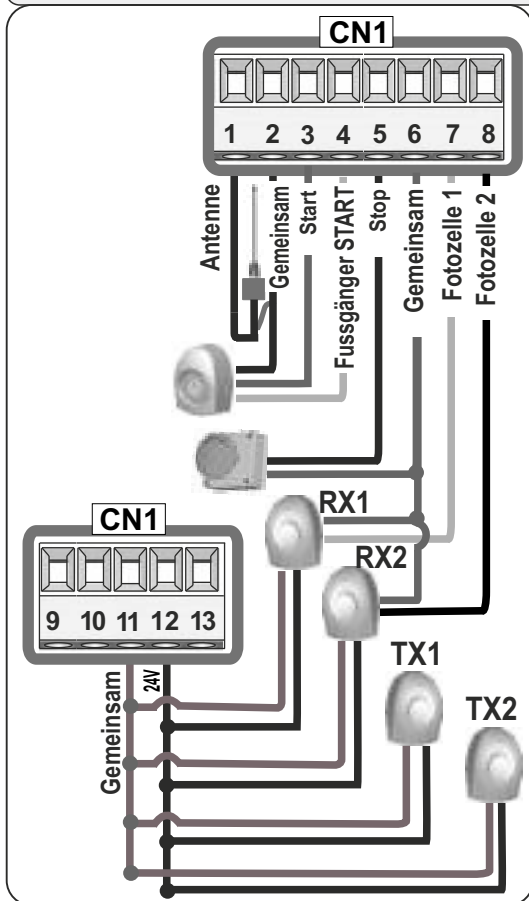 CN1
1 2 3 4 5 6 7 8
Antenne
Gemeinsam
Start
Fussgänger START
Stop
Gemeinsam
Fotozelle 1
Fotozelle 2
RX1
RX2
CN1
9 10 11 12 13
Gemeinsam
24V
TX1
TX2